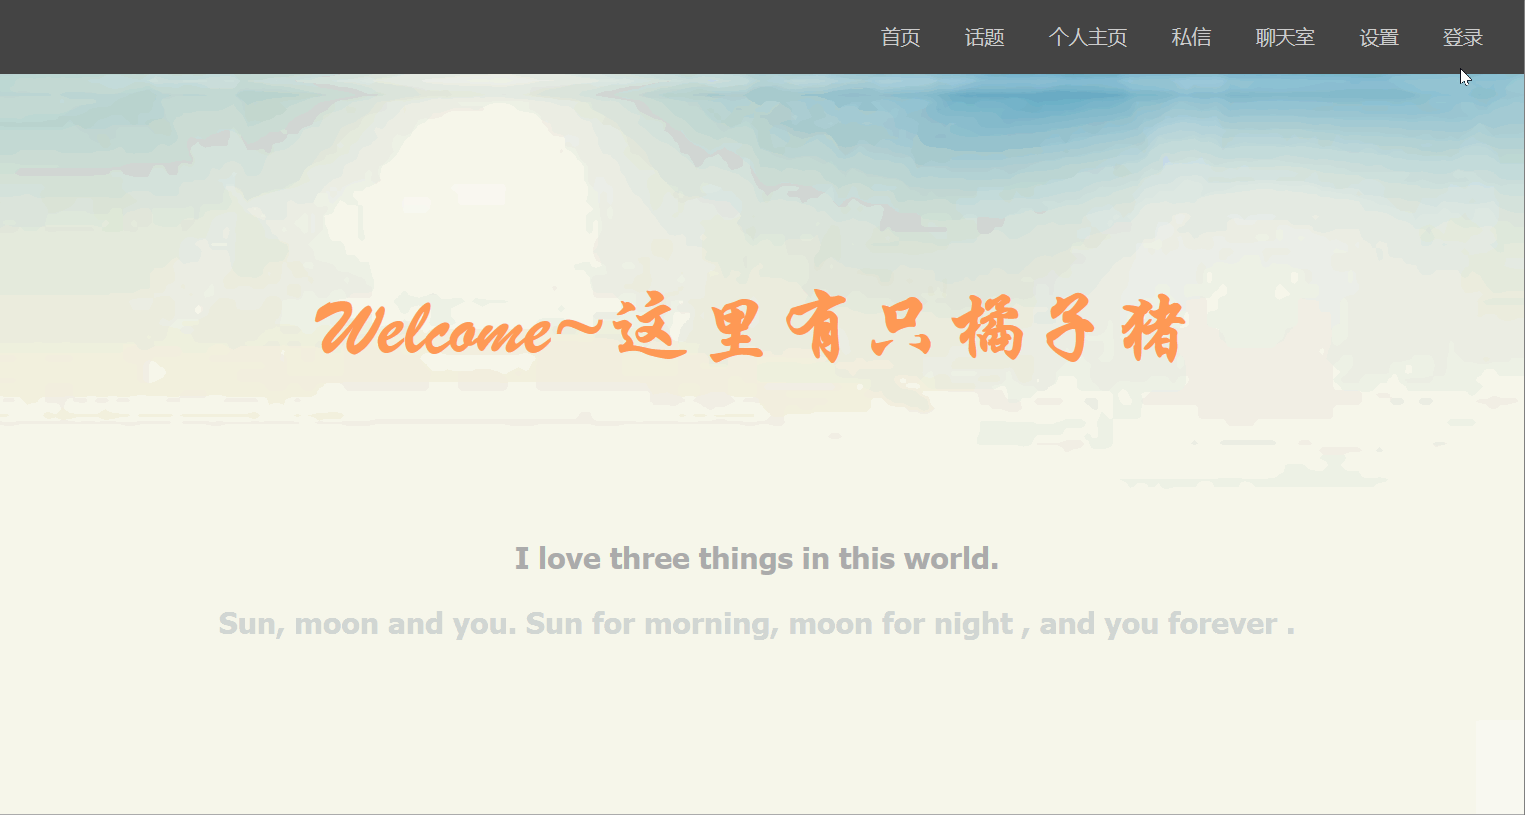 首页 话题 个人主页 私信 聊天室 设置 登录
Welcome~这里有只橘子猪
I love three things in this world.
Sun, moon and you. Sun for morning, moon for night , and you forever .